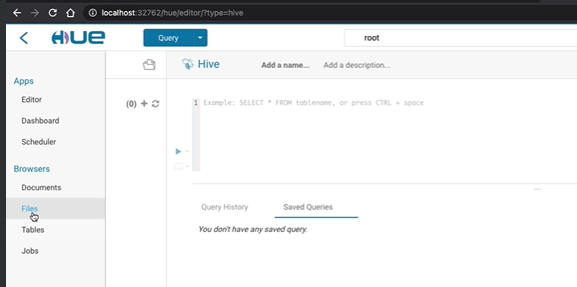 localhost:32762/hue/editor/?type=hive
HUE
Query
root
Apps
Editor
Dashboard
Scheduler
Browsers
Documents
Files
Tables
Jobs
(0)
Hive
Add a name...
Add a description...
1 Example: SELECT * FROM tablename, or press CTRL + space
Query History
Saved Queries
You don't have any saved query.